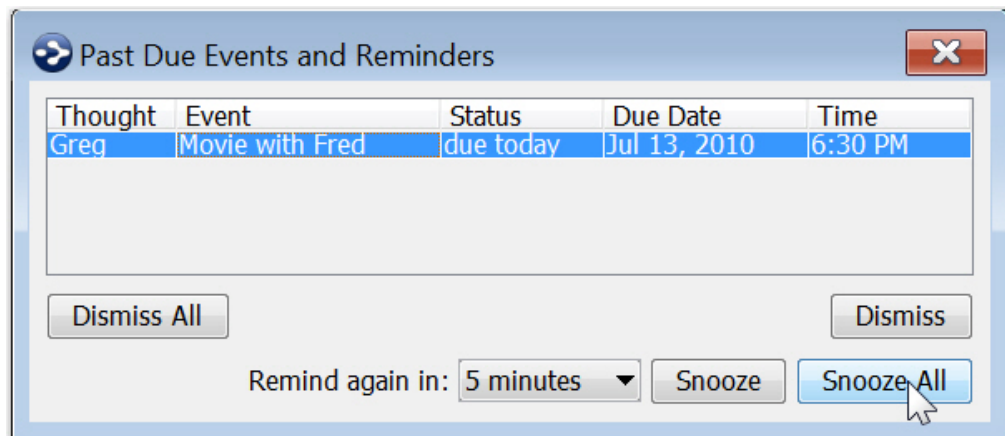 Past Due Events and Reminders
Thought Event Status Due Date Time
Greg Movie with Fred due today Jul 13, 2010 6:30 PM
Dismiss All Dismiss
Remind again in: 5 minutes Snooze Snooze All